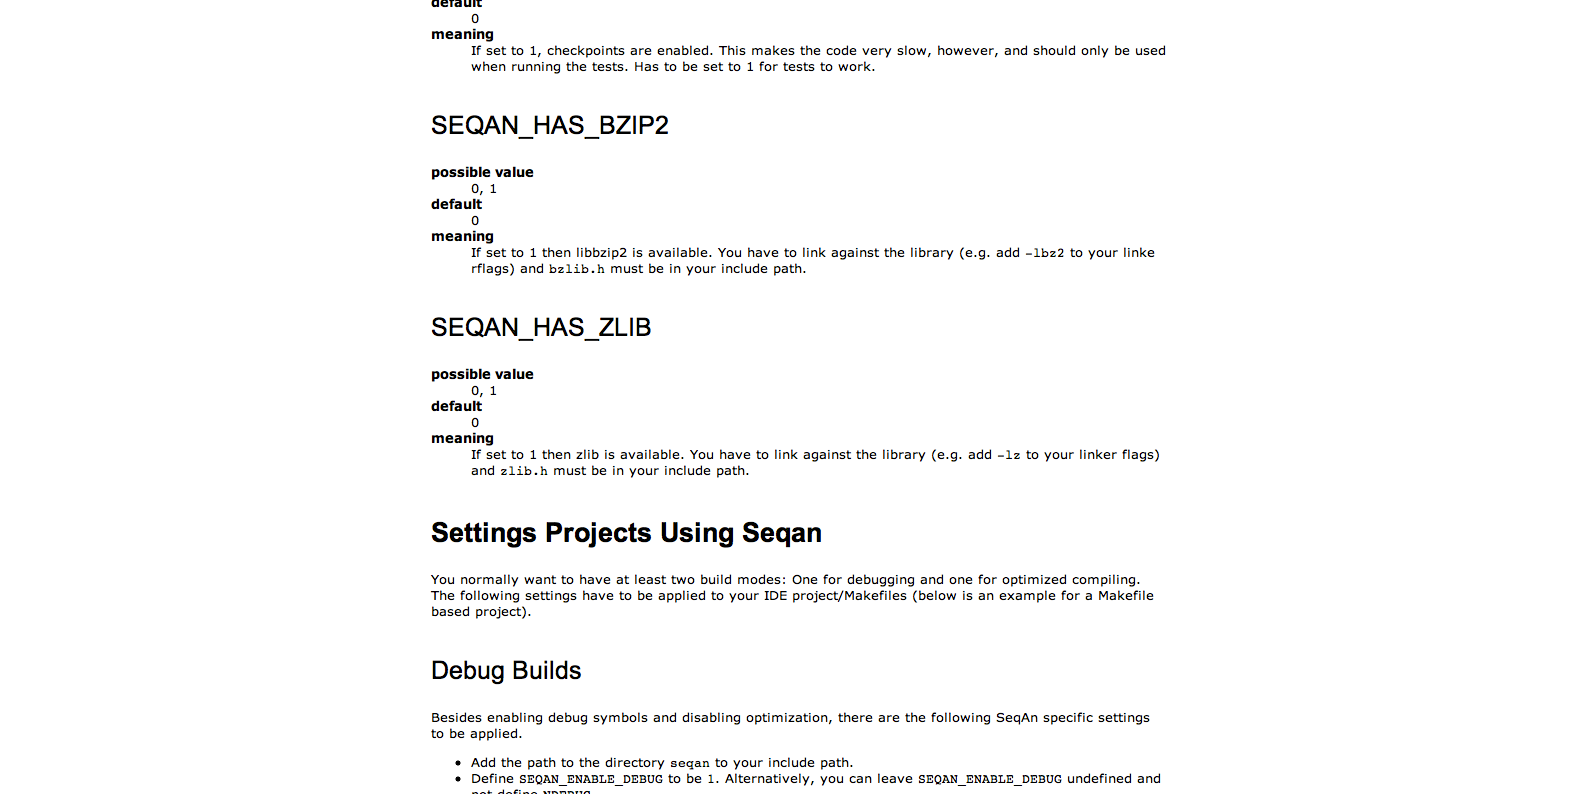 default
0
meaning
If set to 1, checkpoints are enabled. This makes the code very slow, however, and should only be used
when running the tests. Has to be set to 1 for tests to work.
SEQAN_HAS_BZIP2
possible value
0, 1
default
0
meaning
If set to 1 then libbzip2 is available. You have to link against the library (e.g. add -lbz2 to your linke
rflags) and bzlib.h must be in your include path.
SEQAN_HAS_ZLIB
possible value
0, 1
default
0
meaning
If set to 1 then zlib is available. You have to link against the library (e.g. add -lz to your linker flags)
and zlib.h must be in your include path.
Settings Projects Using Seqan
You normally want to have at least two build modes: One for debugging and one for optimized compiling.
The following settings have to be applied to your IDE project/Makefiles (below is an example for a Makefile
based project).
Debug Builds
Besides enabling debug symbols and disabling optimization, there are the following SeqAn specific settings
to be applied.
• Add the path to the directory seqan to your include path.
• Define SEQAN_ENABLE_DEBUG to be 1. Alternatively, you can leave SEQAN_ENABLE_DEBUG undefined and
not define NDEBUG.